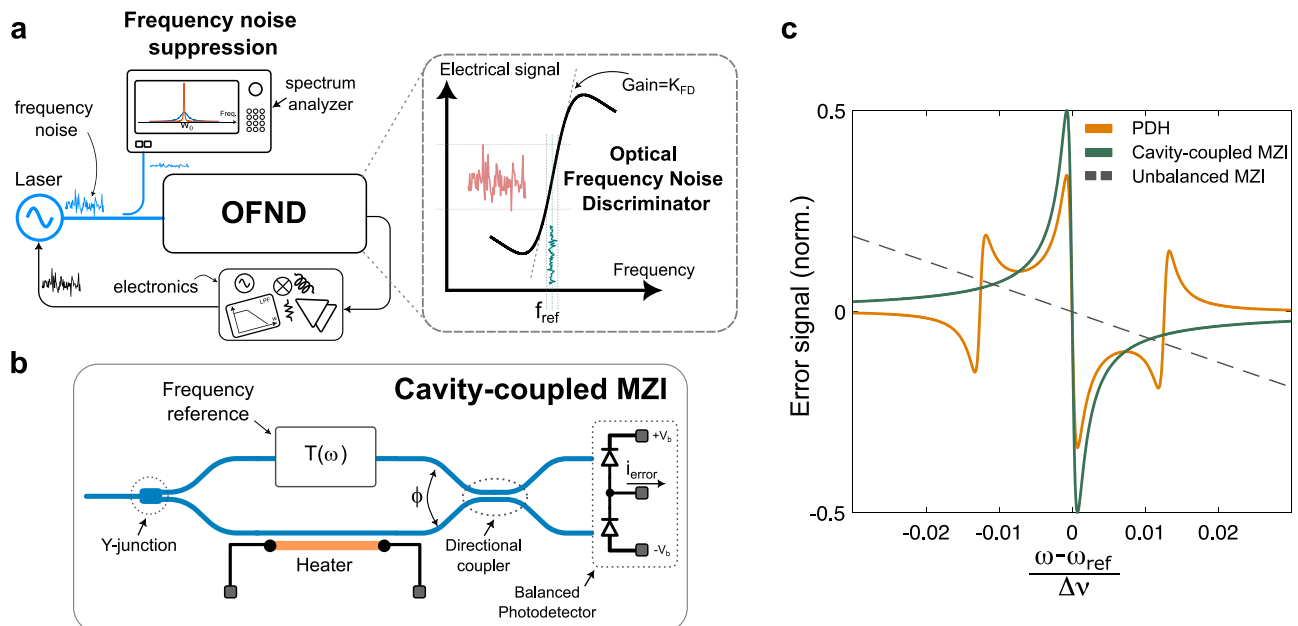 a
Frequency noise
suppression
frequency
noise
spectrum
analyzer
Freq.
W₀
Laser
OFND
electronics
LPF
w
Electrical signal
Gain=K_FD
Optical
Frequency Noise
Discriminator
Frequency
f_ref
b
Cavity-coupled MZI
Frequency
reference
T(ω)
+V_b
i_error
ϕ
Y-junction
Heater
Directional
coupler
-V_b
Balanced
Photodetector
c
0.5
PDH
Cavity-coupled MZI
Unbalanced MZI
Error signal (norm.)
0
-0.5
-0.02
-0.01
0
0.01
0.02
ω-ω_ref
Δν